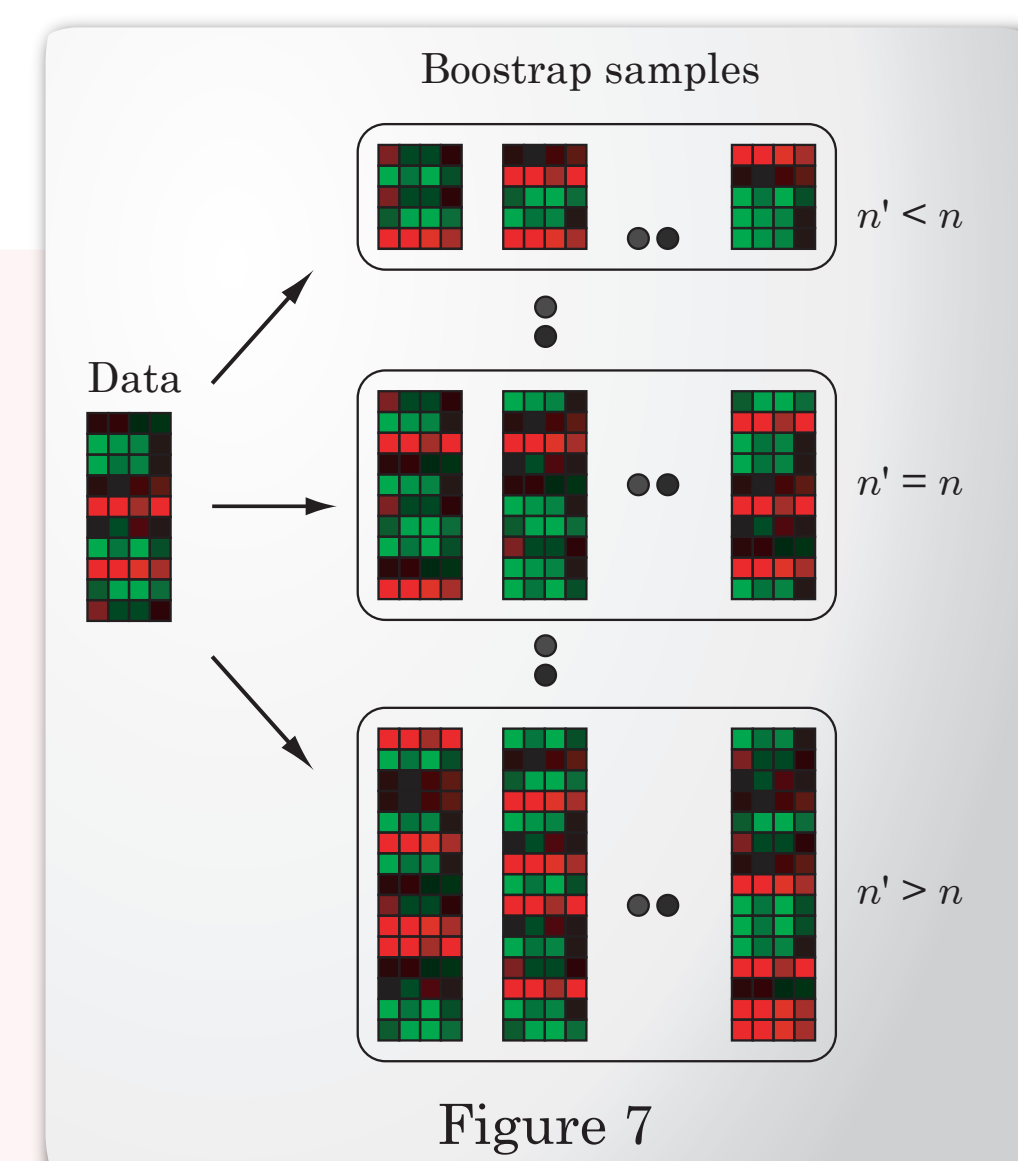 Boostrap samples
n' < n
Data
n' = n
n' > n
Figure 7